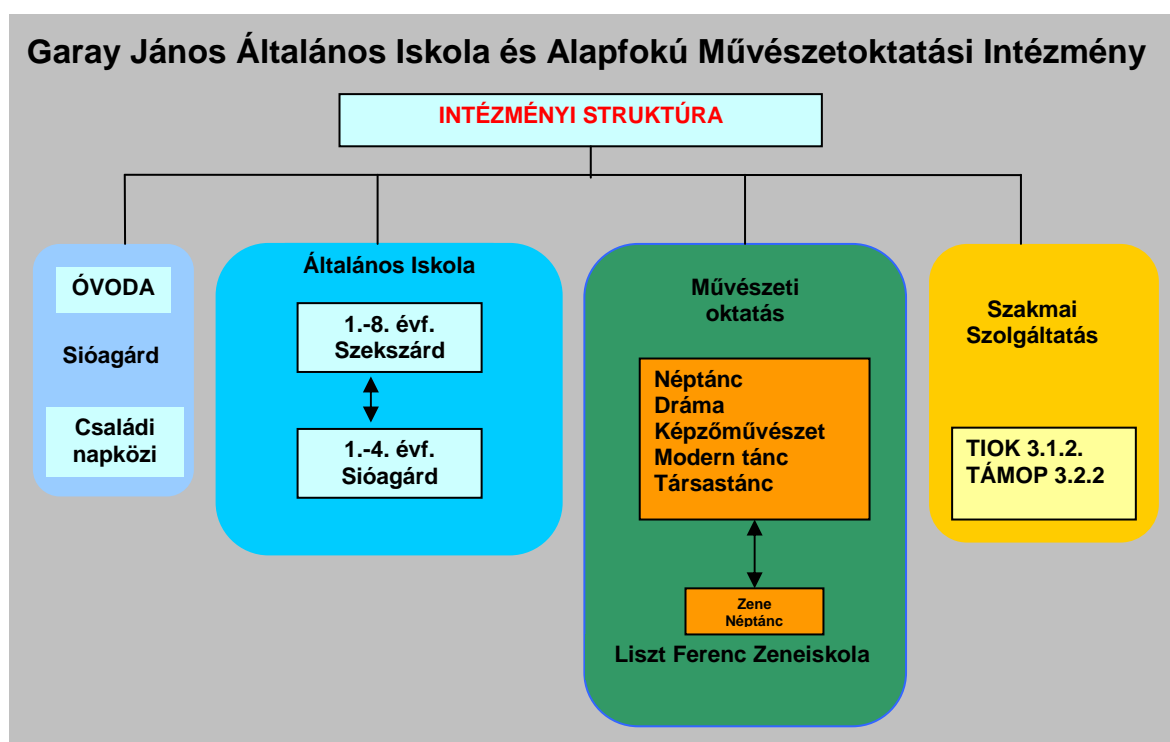 Garay János Általános Iskola és Alapfokú Művészetoktatási Intézmény
INTÉZMÉNYI STRUKTÚRA
ÓVODA
Sióagárd
Családi
napközi
Általános Iskola
1.-8. évf.
Szekszárd
1.-4. évf.
Sióagárd
Művészeti
oktatás
Néptánc
Dráma
Képzőművészet
Modern tánc
Társastánc
Zene
Néptánc
Liszt Ferenc Zeneiskola
Szakmai
Szolgáltatás
TIOK 3.1.2.
TÁMOP 3.2.2